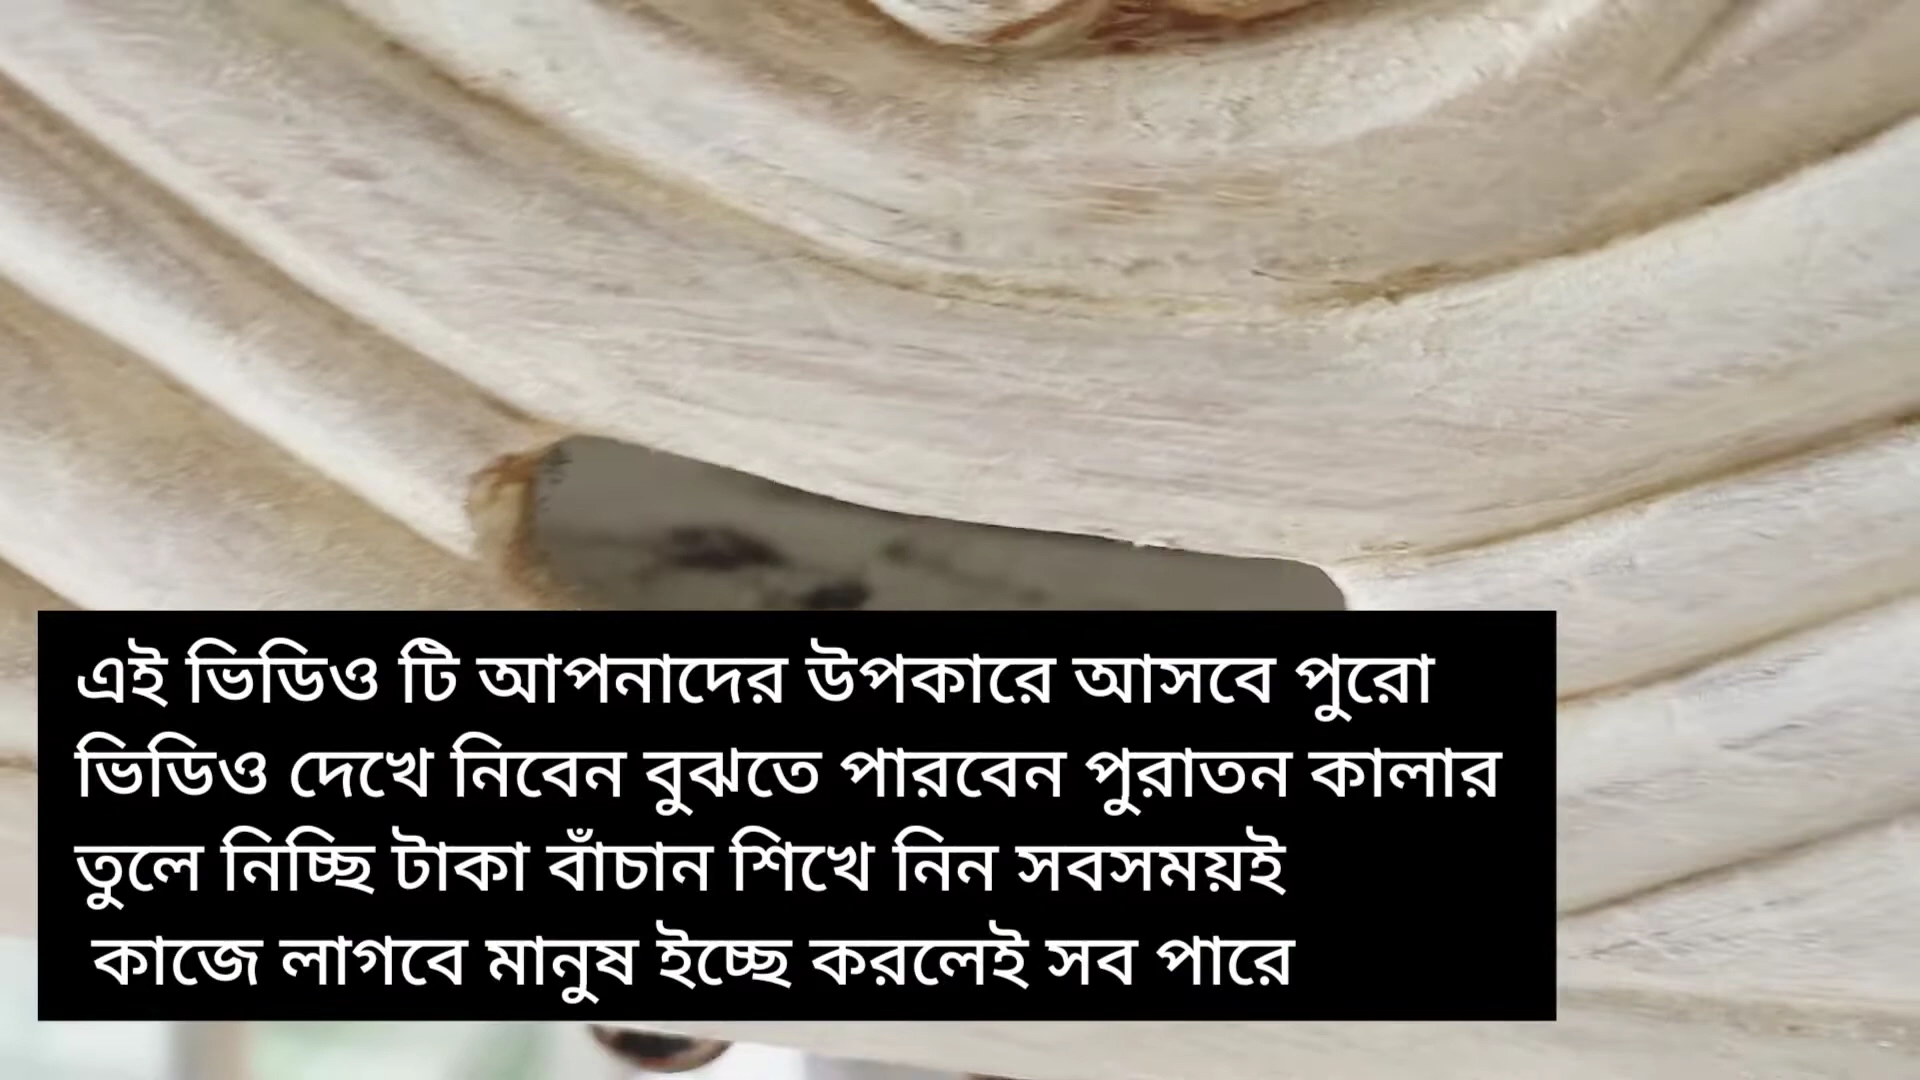 এই ভিডিও টি আপনাদের উপকারে আসবে পুরো
ভিডিও দেখে নিবেন বুঝতে পারবেন পুরাতন কালার
তুলে নিচ্ছি টাকা বাঁচান শিখে নিন সবসময়ই
কাজে লাগবে মানুষ ইচ্ছে করলেই সব পারে